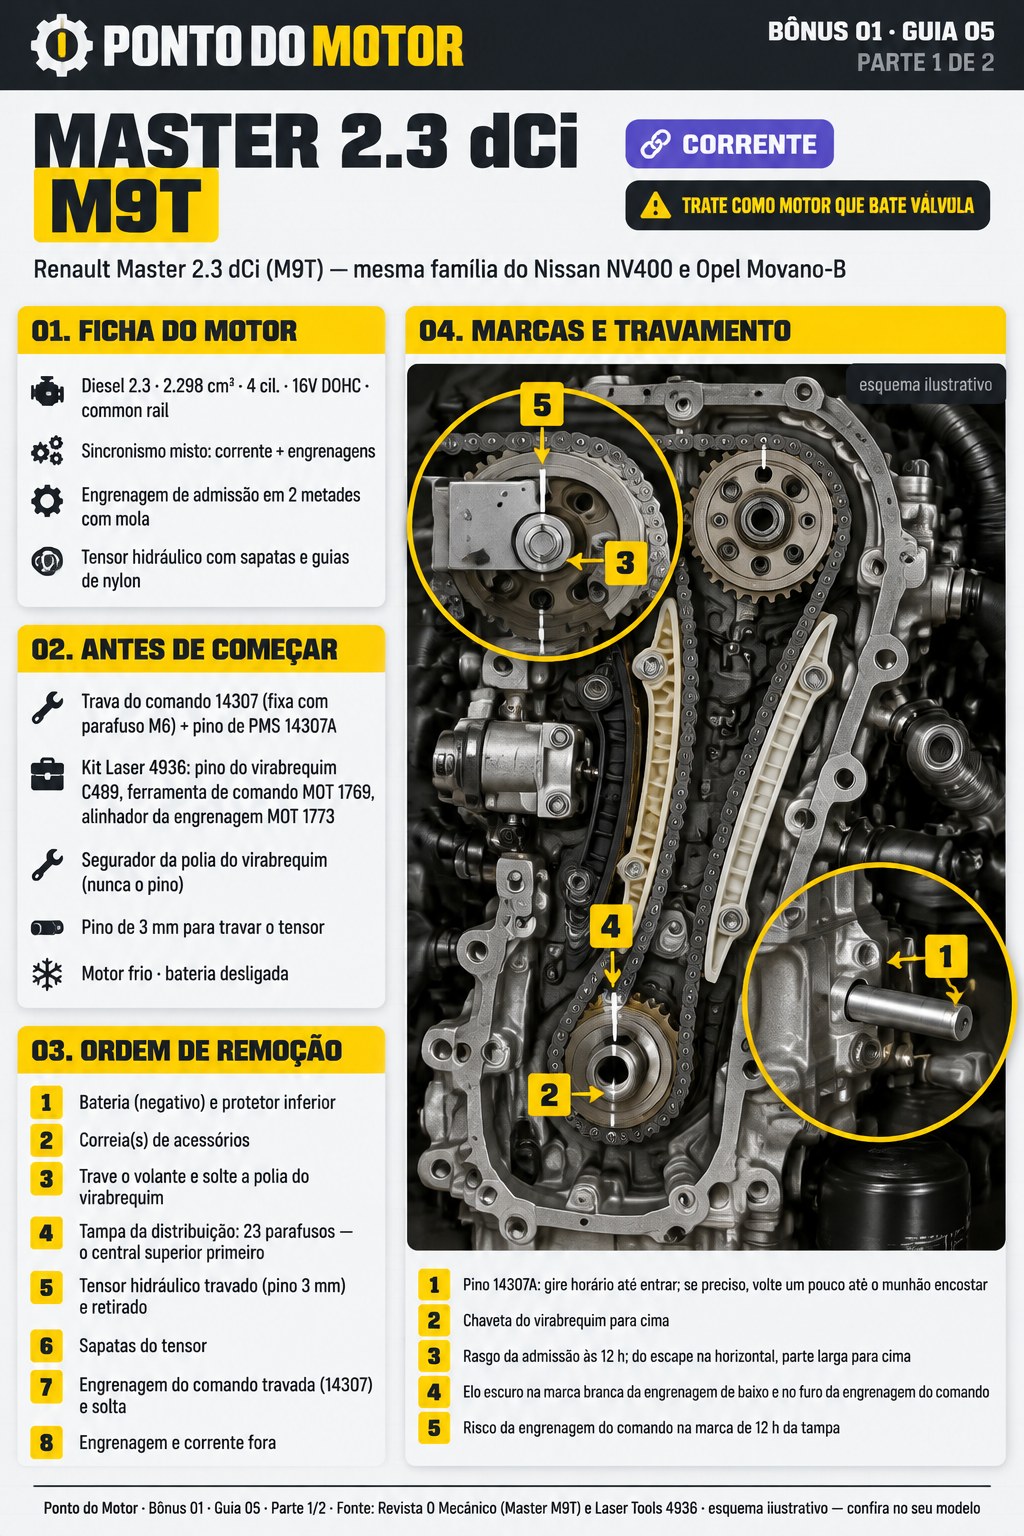 PONTO DO MOTOR
BÔNUS 01 · GUIA 05
PARTE 1 DE 2
MASTER 2.3 dCi
M9T
CORRENTE
TRATE COMO MOTOR QUE BATE VÁLVULA
Renault Master 2.3 dCi (M9T) — mesma família do Nissan NV400 e Opel Movano-B
01. FICHA DO MOTOR
Diesel 2.3 · 2.298 cm³ · 4 cil. · 16V DOHC ·
common rail
Sincronismo misto: corrente + engrenagens
Engrenagem de admissão em 2 metades
com mola
Tensor hidráulico com sapatas e guias
de nylon
02. ANTES DE COMEÇAR
Trava do comando 14307 (fixa com
parafuso M6) + pino de PMS 14307A
Kit Laser 4936: pino do virabrequim
C489, ferramenta de comando MOT 1769,
alinhador da engrenagem MOT 1773
Segurador da polia do virabrequim
(nunca o pino)
Pino de 3 mm para travar o tensor
Motor frio · bateria desligada
03. ORDEM DE REMOÇÃO
1 Bateria (negativo) e protetor inferior
2 Correia(s) de acessórios
3 Trave o volante e solte a polia do
virabrequim
4 Tampa da distribuição: 23 parafusos —
o central superior primeiro
5 Tensor hidráulico travado (pino 3 mm)
e retirado
6 Sapatas do tensor
7 Engrenagem do comando travada (14307)
e solta
8 Engrenagem e corrente fora
04. MARCAS E TRAVAMENTO
esquema ilustrativo
5
3
4
1
2
1 Pino 14307A: gire horário até entrar; se preciso, volte um pouco atè o munhão encostar
2 Chaveta do virabrequim para cima
3 Rasgo da admissão às 12 h; do escape na horizontal, parte larga para cima
4 Elo escuro na marca branca da engrenagem de baixo e no furo da engrenagem do comando
5 Risco da engrenagem do comando na marca de 12 h da tampa
Ponto do Motor · Bônus 01 · Guia 05 · Parte 1/2 · Fonte: Revista O Mecánico (Master M9T) e Laser Tools 4936 · esquema iiustrativo — confira no seu modelo